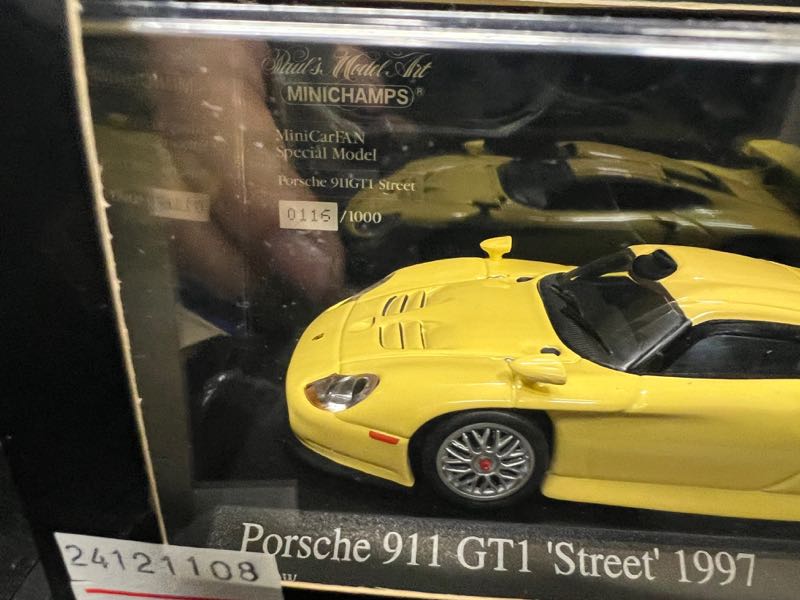 Paul's Model Art
MINICHAMPS®
MiniCarFAN
Special Model
Porsche 911GT1 Street
0116 /1000
Porsche 911 GT1 'Street' 1997
24121108